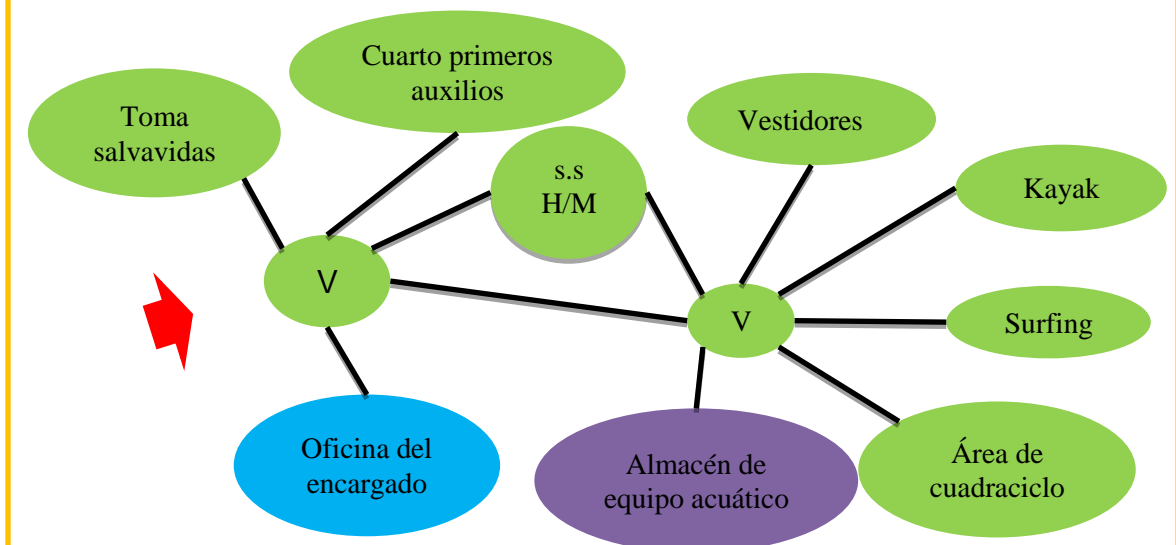 Cuarto primeros
auxilios
Toma
salvavidas
s.s
H/M
Vestidores
Kayak
V
V
Surfing
Oficina del
encargado
Almacén de
equipo acuático
Área de
cuadraciclo